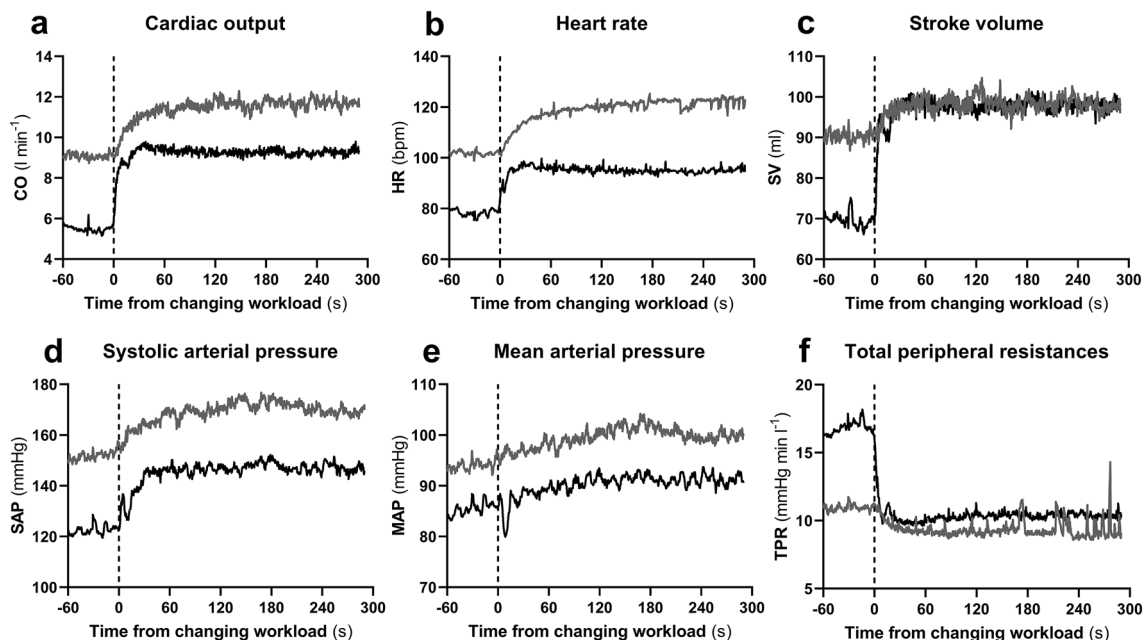 a Cardiac output
CO (l min⁻¹)
14
12
10
8
6
4
-60 0 60 120 180 240 300
Time from changing workload (s)
b Heart rate
HR (bpm)
140
120
100
80
60
-60 0 60 120 180 240 300
Time from changing workload (s)
c Stroke volume
SV (ml)
110
100
90
80
70
60
-60 0 60 120 180 240 300
Time from changing workload (s)
d Systolic arterial pressure
SAP (mmHg)
180
160
140
120
100
-60 0 60 120 180 240 300
Time from changing workload (s)
e Mean arterial pressure
MAP (mmHg)
110
100
90
80
70
-60 0 60 120 180 240 300
Time from changing workload (s)
f Total peripheral resistances
TPR (mmHg min l⁻¹)
20
15
10
5
-60 0 60 120 180 240 300
Time from changing workload (s)